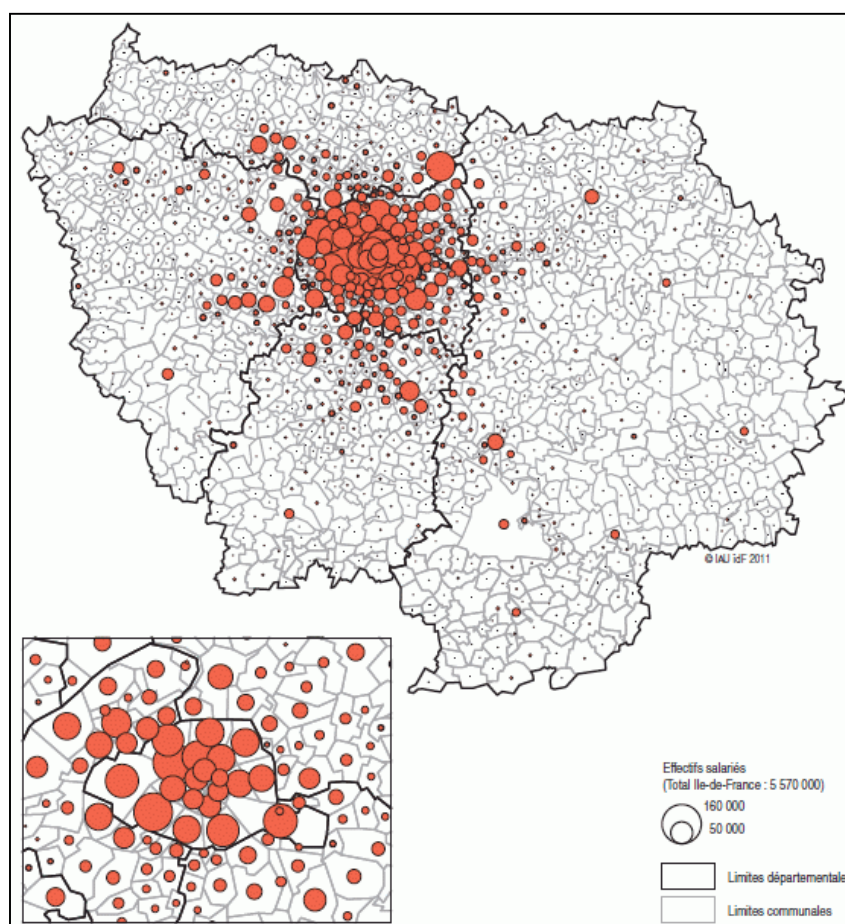 © IAU îdF 2011
Effectifs salariés
(Total Ile-de-France : 5 570 000)
160 000
50 000
Limites départementale
Limites communales